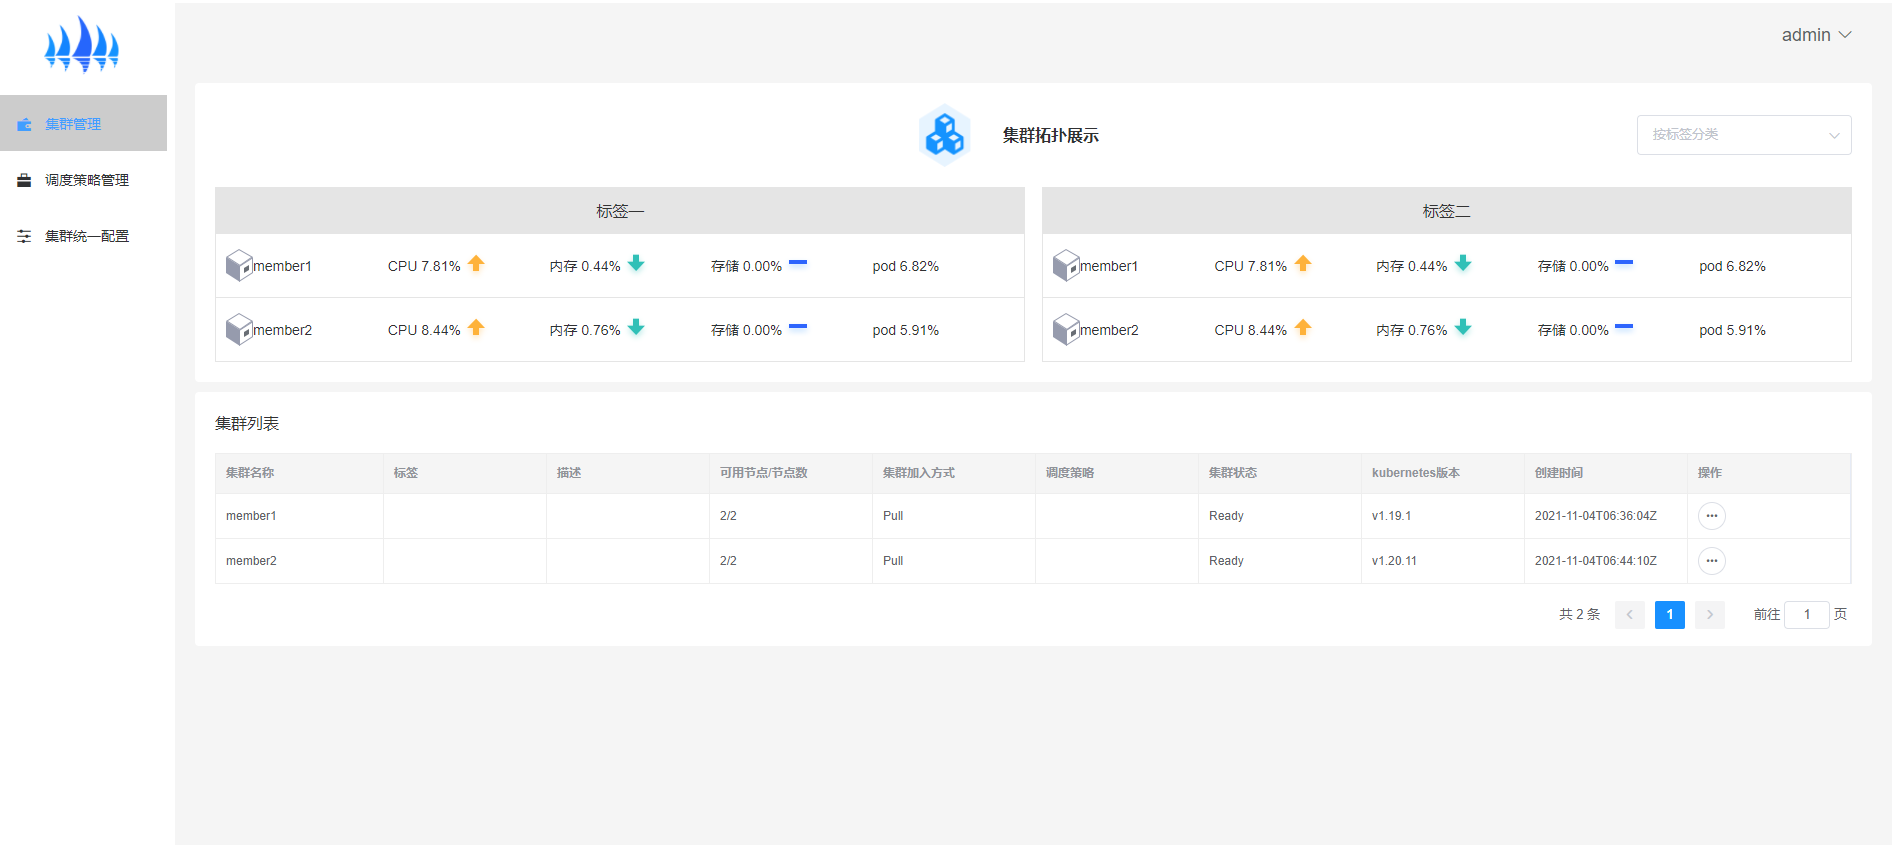 admin
集群管理
调度策略管理
集群统一配置
集群拓扑展示
按标签分类
标签一
member1 CPU 7.81% 内存 0.44% 存储 0.00% pod 6.82%
member2 CPU 8.44% 内存 0.76% 存储 0.00% pod 5.91%
标签二
member1 CPU 7.81% 内存 0.44% 存储 0.00% pod 6.82%
member2 CPU 8.44% 内存 0.76% 存储 0.00% pod 5.91%
集群列表
集群名称 标签 描述 可用节点/节点数 集群加入方式 调度策略 集群状态 kubernetes版本 创建时间 操作
member1 2/2 Pull Ready v1.19.1 2021-11-04T06:36:04Z
member2 2/2 Pull Ready v1.20.11 2021-11-04T06:44:10Z
共 2 条 1 前往 1 页